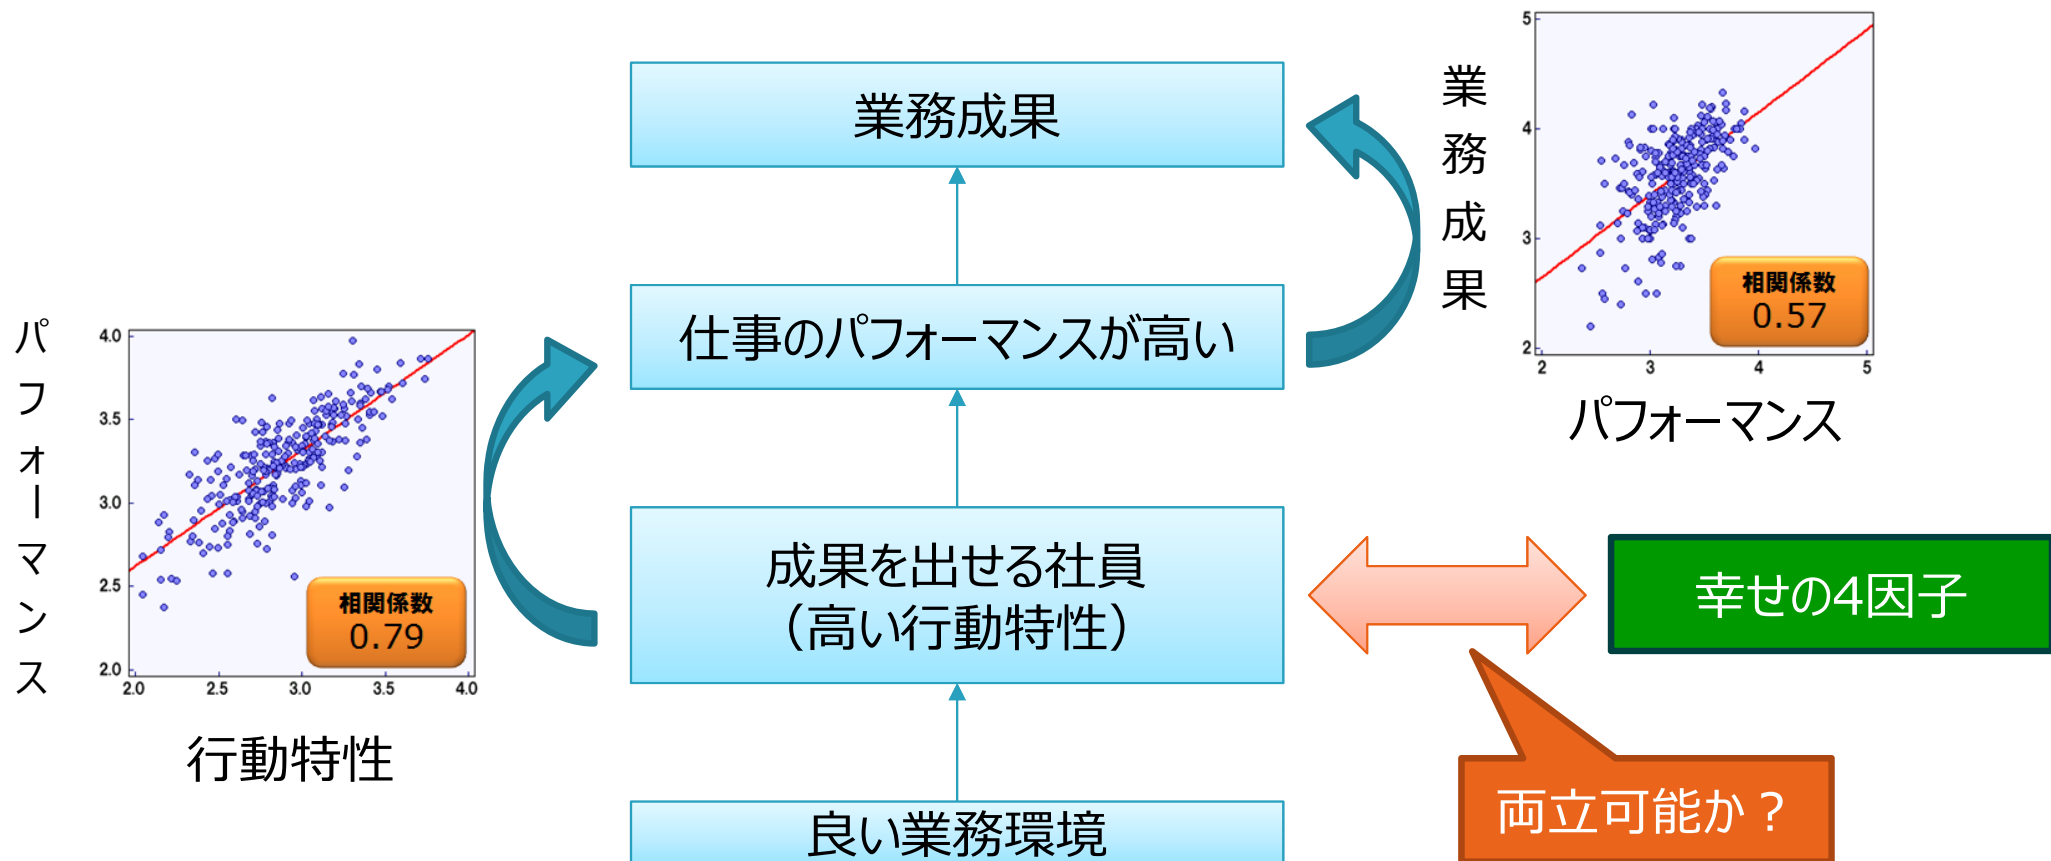 業務成果
仕事のパフォーマンスが高い
成果を出せる社員
（高い行動特性）
良い業務環境
パフォーマンス
4.0
3.5
3.0
2.5
2.0
2.0
2.5
3.0
3.5
4.0
相関係数
0.79
行動特性
業務成果
5
4
3
2
2
3
4
5
相関係数
0.57
パフォーマンス
幸せの4因子
両立可能か？